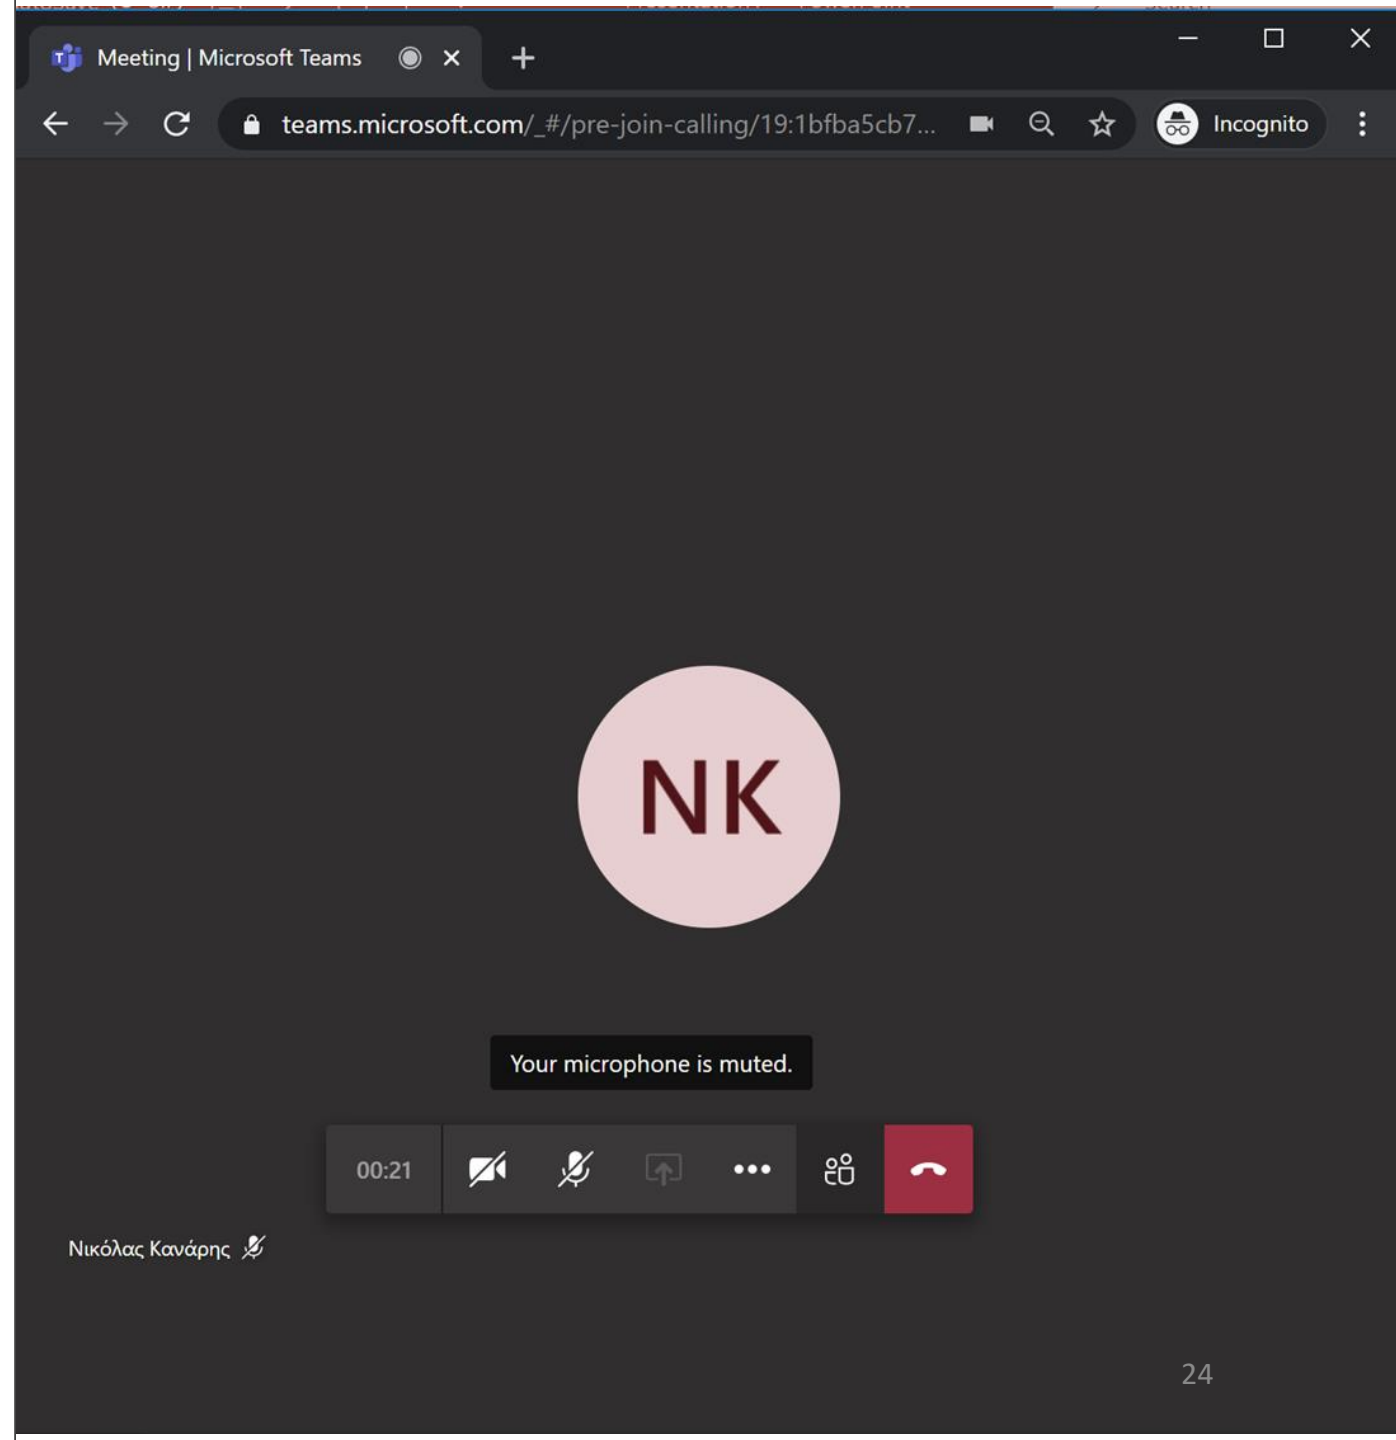 Meeting | Microsoft Teams
teams.microsoft.com/_#/pre-join-calling/19:1bfba5cb7...
Incognito
NK
Your microphone is muted.
00:21
Νικόλας Κανάρης
24